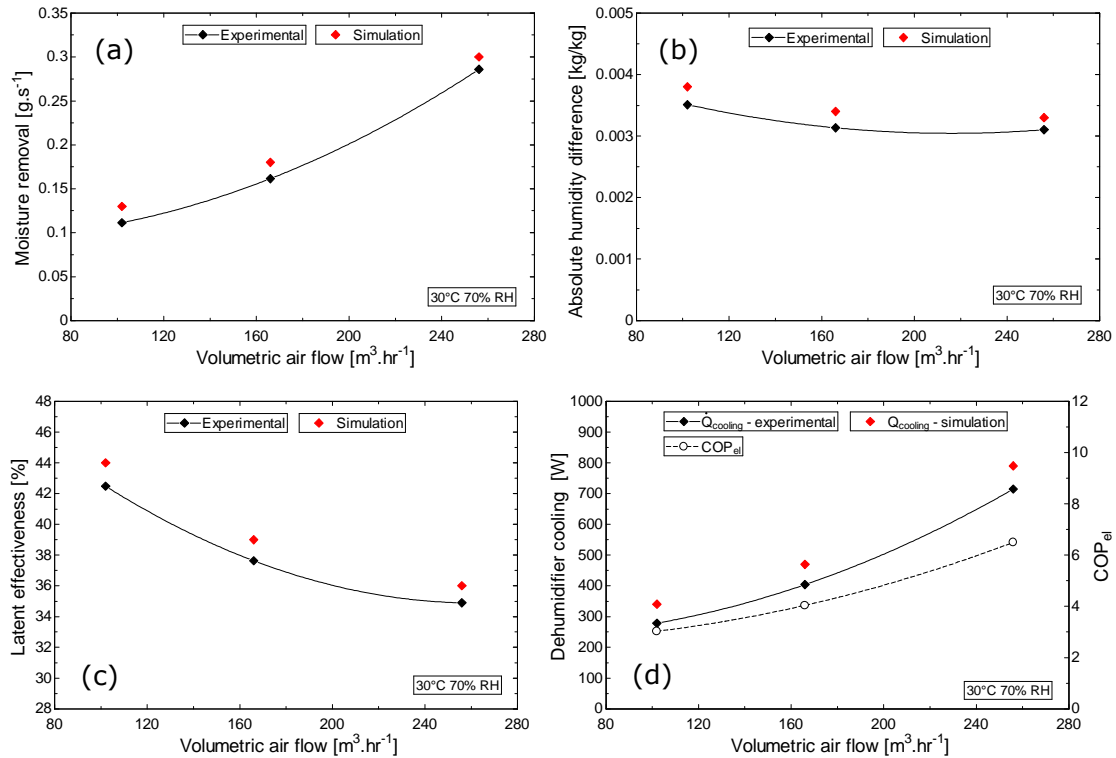 (a)
Experimental
Simulation
Moisture removal [g.s⁻¹]
0.35
0.3
0.25
0.2
0.15
0.1
0.05
0
30°C 70% RH
80 120 160 200 240 280
Volumetric air flow [m³.hr⁻¹]
(b)
Experimental
Simulation
Absolute humidity difference [kg/kg]
0.005
0.004
0.003
0.002
0.001
0.000
30°C 70% RH
80 120 160 200 240 280
Volumetric air flow [m³.hr⁻¹]
Experimental
Simulation
Latent effectiveness [%]
48
46
44
42
40
38
36
34
32
30
28
(c)
30°C 70% RH
80 120 160 200 240 280
Volumetric air flow [m³.hr⁻¹]
Q̇cooling - experimental
Qcooling - simulation
COPel
Dehumidifier cooling [W]
1000
900
800
700
600
500
400
300
200
100
0
12
10
8
6
4
2
0
COPel
(d)
30°C 70% RH
80 120 160 200 240 280
Volumetric air flow [m³.hr⁻¹]